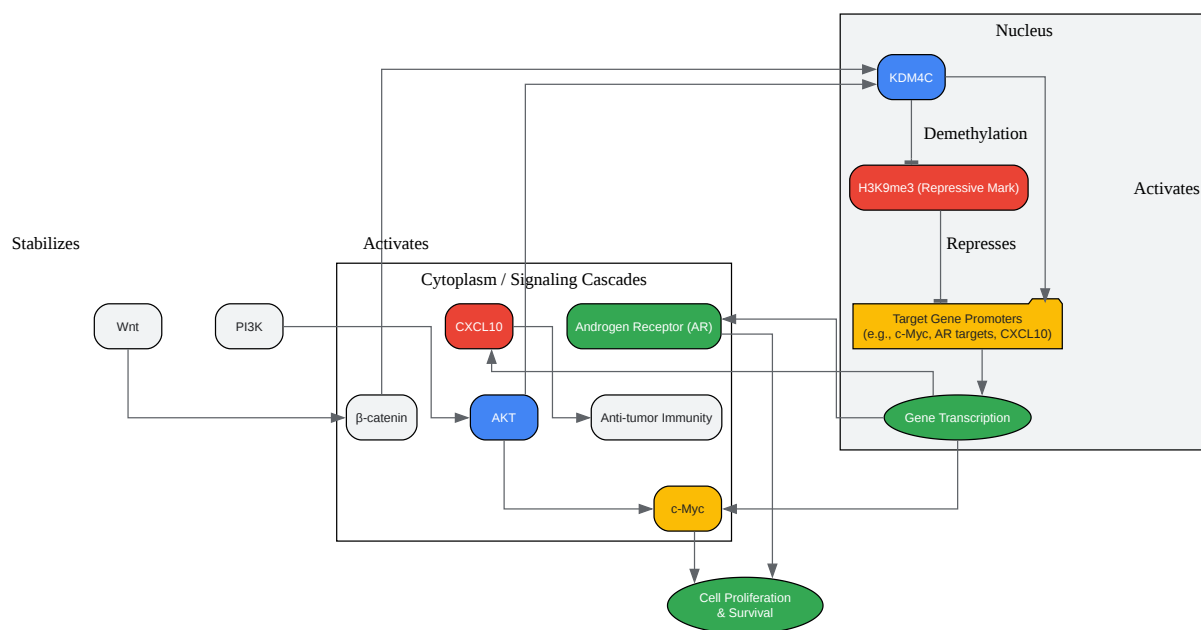 Nucleus
KDM4C
Demethylation
H3K9me3 (Repressive Mark)
Activates
Stabilizes
Activates
Represses
Cytoplasm / Signaling Cascades
Wnt
PI3K
CXCL10
Androgen Receptor (AR)
Target Gene Promoters
(e.g., c-Myc, AR targets, CXCL10)
β-catenin
AKT
Anti-tumor Immunity
Gene Transcription
c-Myc
Cell Proliferation
& Survival